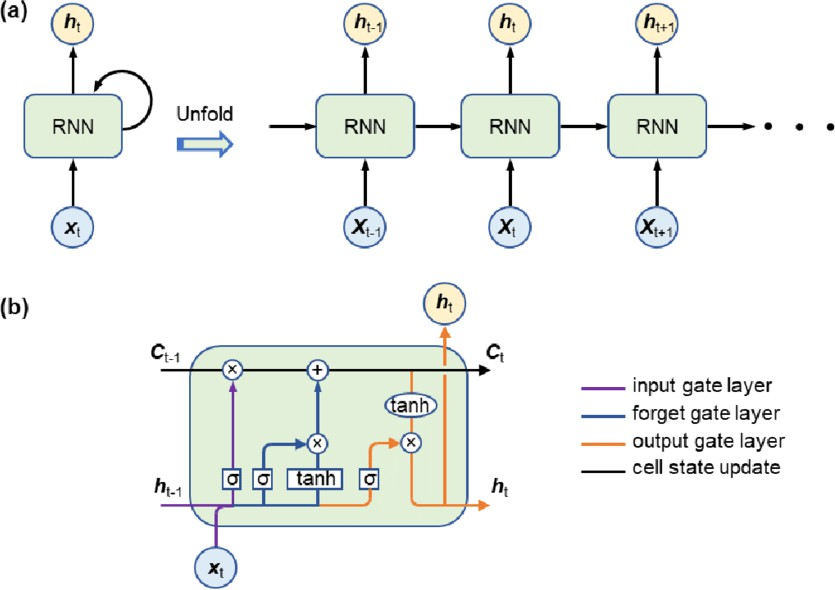 (a)
ht
RNN
xt
Unfold
ht-1 ht ht+1
RNN RNN RNN
Xt-1 Xt Xt+1
(b)
ht
Ct-1 × + Ct
tanh
× ×
σ σ tanh σ
ht-1 ht
xt
input gate layer
forget gate layer
output gate layer
cell state update